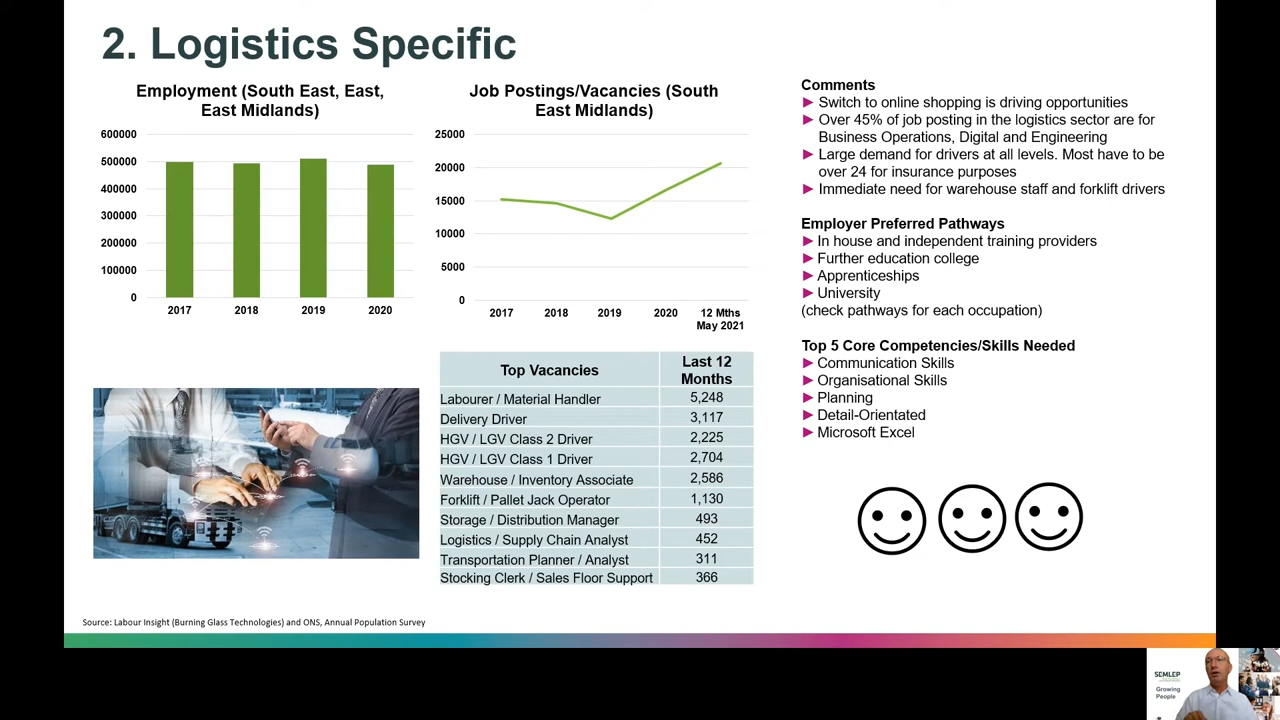 2. Logistics Specific
Employment (South East, East,
East Midlands)
600000
500000
400000
300000
200000
100000
0
2017
2018
2019
2020
Job Postings/Vacancies (South
East Midlands)
25000
20000
15000
10000
5000
0
2017
2018
2019
2020
12 Mths
May 2021
Top Vacancies
Last 12
Months
Labourer / Material Handler 5,248
Delivery Driver 3,117
HGV / LGV Class 2 Driver 2,225
HGV / LGV Class 1 Driver 2,704
Warehouse / Inventory Associate 2,586
Forklift / Pallet Jack Operator 1,130
Storage / Distribution Manager 493
Logistics / Supply Chain Analyst 452
Transportation Planner / Analyst 311
Stocking Clerk / Sales Floor Support 366
Comments
Switch to online shopping is driving opportunities
Over 45% of job posting in the logistics sector are for
Business Operations, Digital and Engineering
Large demand for drivers at all levels. Most have to be
over 24 for insurance purposes
Immediate need for warehouse staff and forklift drivers
Employer Preferred Pathways
In house and independent training providers
Further education college
Apprenticeships
University
(check pathways for each occupation)
Top 5 Core Competencies/Skills Needed
Communication Skills
Organisational Skills
Planning
Detail-Orientated
Microsoft Excel
Source: Labour Insight (Burning Glass Technologies) and ONS, Annual Population Survey
SEMLEP
Growing
People